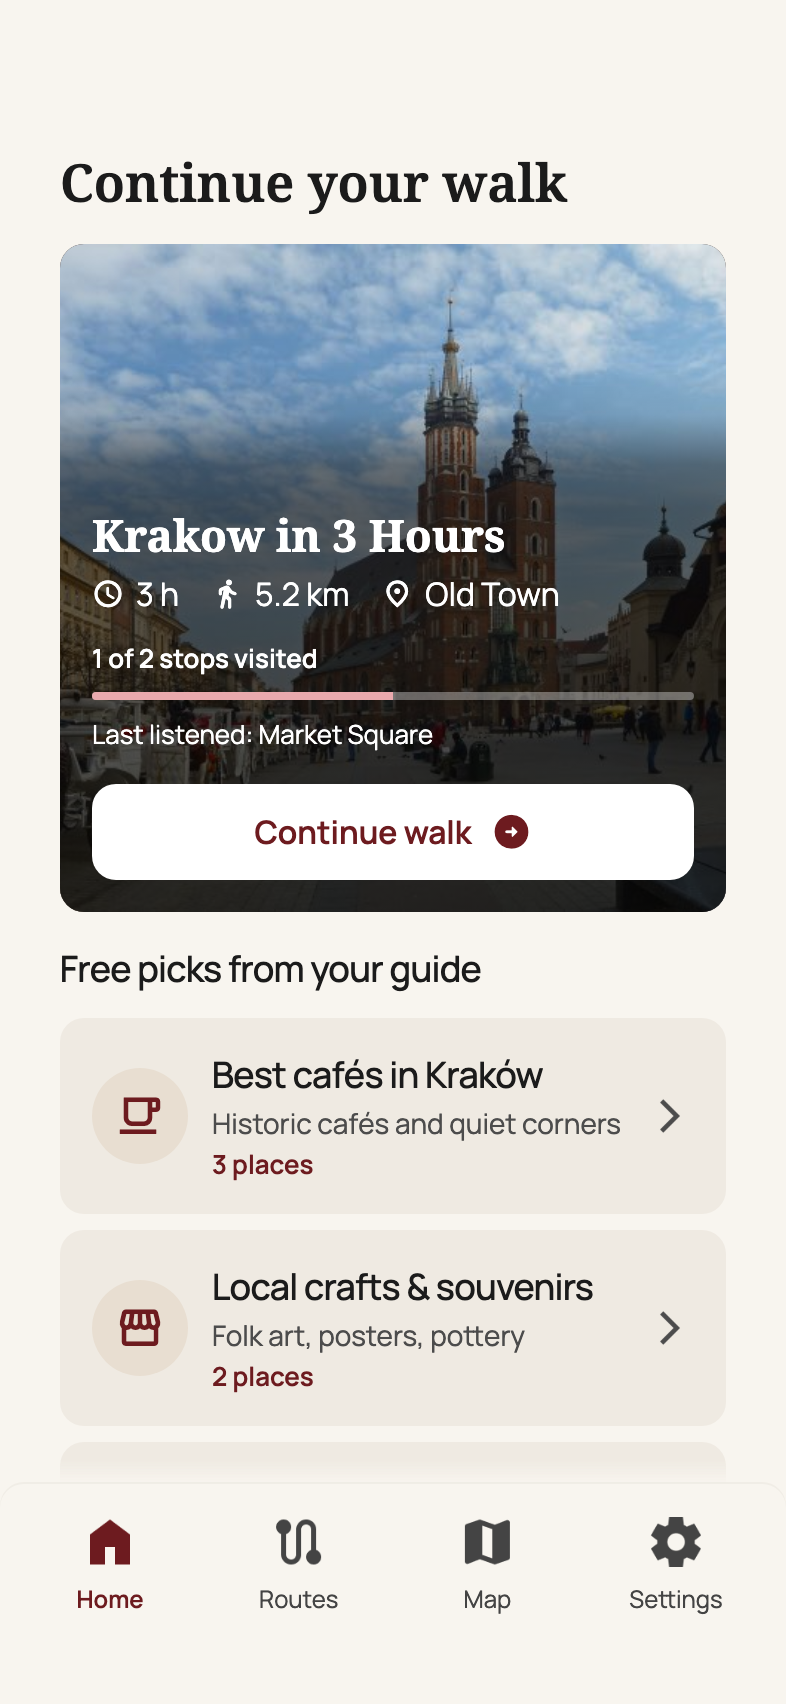 Continue your walk
Krakow in 3 Hours
3 h 5.2 km Old Town
1 of 2 stops visited
Last listened: Market Square
Continue walk
Free picks from your guide
Best cafés in Kraków
Historic cafés and quiet corners
3 places
Local crafts & souvenirs
Folk art, posters, pottery
2 places
Home Routes Map Settings